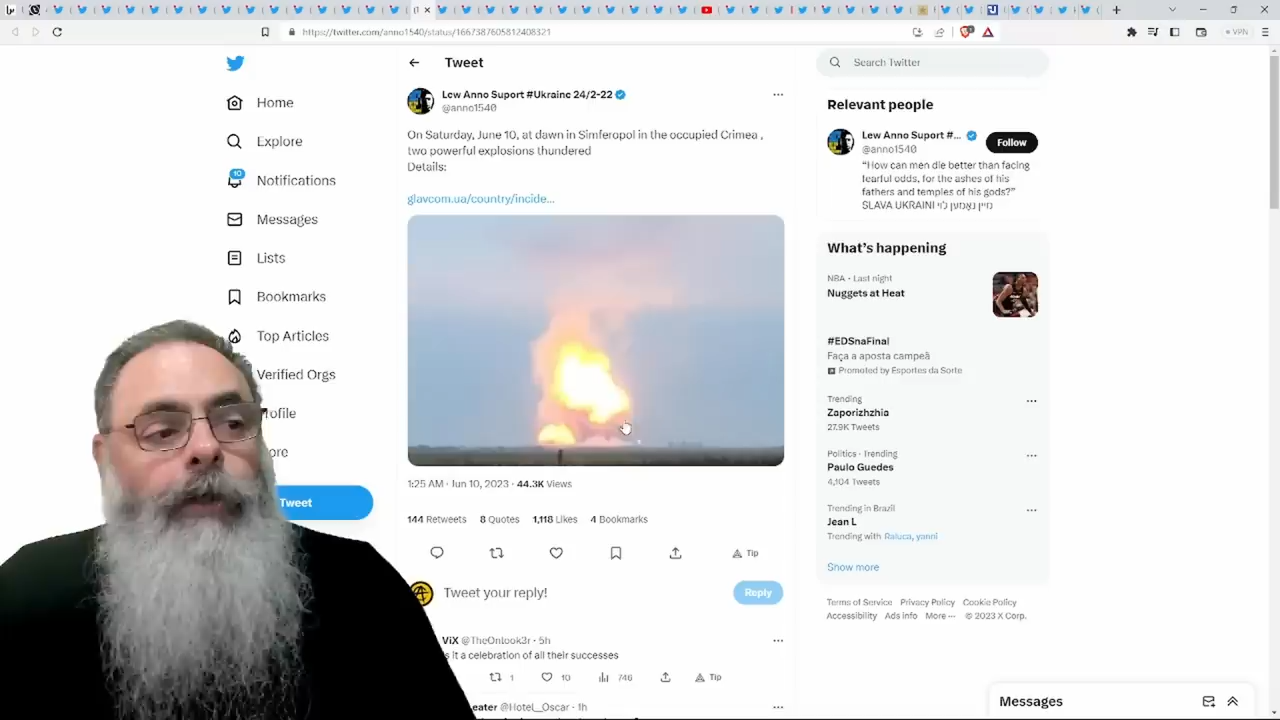 https://twitter.com/anno1540/status/1667387605812408321
VPN
Home
Explore
10
Notifications
Messages
Lists
Bookmarks
Top Articles
Verified Orgs
rofile
ore
Tweet
Tweet
Lew Anno Suport #Ukraine 24/2-22
@anno1540
On Saturday, June 10, at dawn in Simferopol in the occupied Crimea ,
two powerful explosions thundered
Details:
glavcom.ua/country/incide...
1:25 AM · Jun 10, 2023 · 44.3K Views
144 Retweets 8 Quotes 1,118 Likes 4 Bookmarks
Tip
Tweet your reply!
Reply
ViX @TheOnlook3r · 5h
s it a celebration of all their successes
1 10 746 Tip
eater @Hotel_Oscar · 1h
Search Twitter
Relevant people
Lew Anno Suport #...
@anno1540
Follow
“How can men die better than facing
fearful odds, for the ashes of his
fathers and temples of his gods?”
SLAVA UKRAINI מיין נאָמען לוי
What’s happening
NBA · Last night
Nuggets at Heat
#EDSnaFinal
Faça a aposta campeã
Promoted by Esportes da Sorte
Trending
Zaporizhzhia
27.9K Tweets
Politics · Trending
Paulo Guedes
4,104 Tweets
Trending in Brazil
Jean L
Trending with Raluca, yanni
Show more
Terms of Service Privacy Policy Cookie Policy
Accessibility Ads info More ··· © 2023 X Corp.
Messages